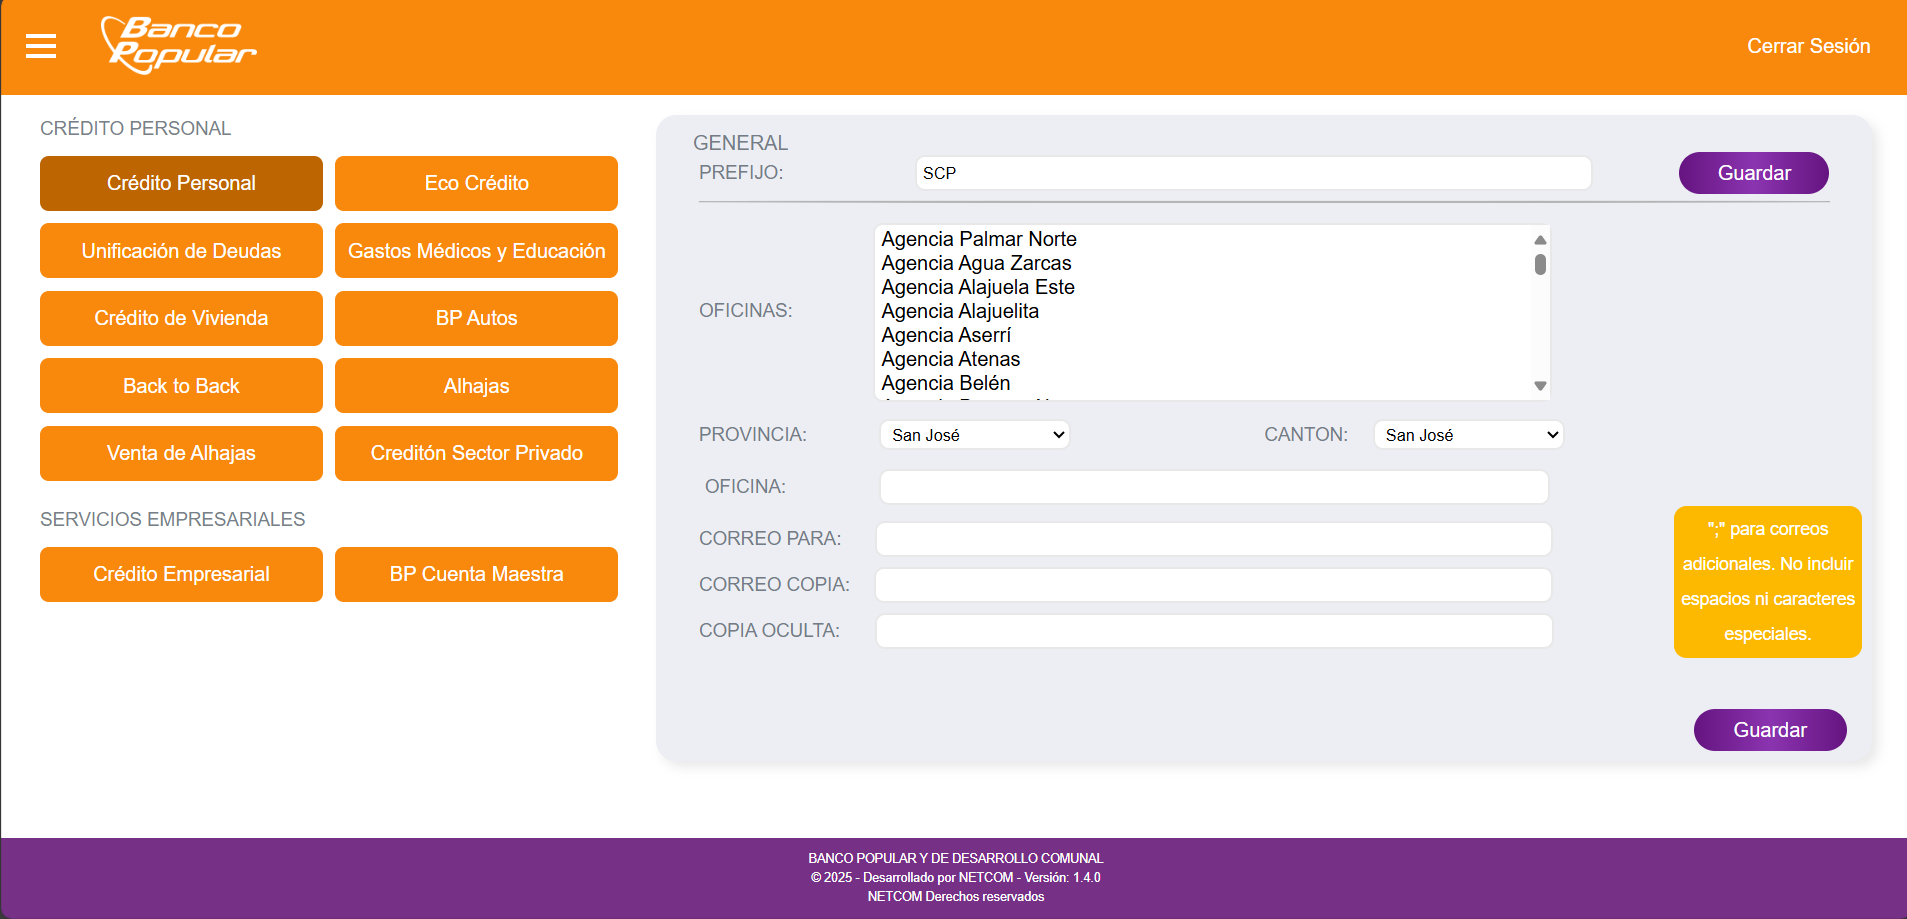 Banco
Popular
Cerrar Sesión
CRÉDITO PERSONAL
Crédito Personal
Eco Crédito
Unificación de Deudas
Gastos Médicos y Educación
Crédito de Vivienda
BP Autos
Back to Back
Alhajas
Venta de Alhajas
Creditón Sector Privado
SERVICIOS EMPRESARIALES
Crédito Empresarial
BP Cuenta Maestra
GENERAL
PREFIJO:
SCP
Guardar
OFICINAS:
Agencia Palmar Norte
Agencia Agua Zarcas
Agencia Alajuela Este
Agencia Alajuelita
Agencia Aserrí
Agencia Atenas
Agencia Belén
PROVINCIA:
San José
CANTON:
San José
OFICINA:
CORREO PARA:
CORREO COPIA:
COPIA OCULTA:
";" para correos
adicionales. No incluir
espacios ni caracteres
especiales.
Guardar
BANCO POPULAR Y DE DESARROLLO COMUNAL
© 2025 - Desarrollado por NETCOM - Versión: 1.4.0
NETCOM Derechos reservados